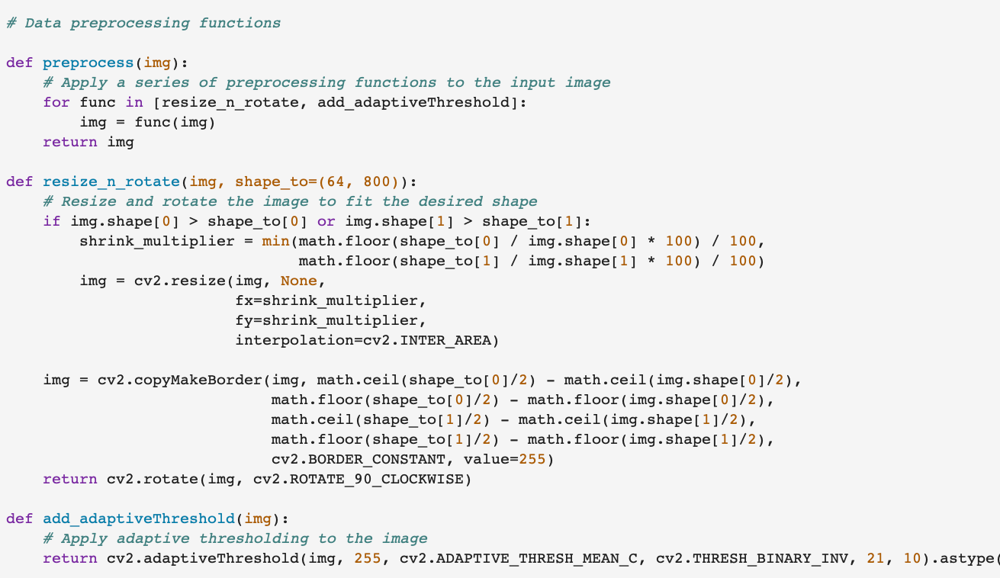 # Data preprocessing functions

def preprocess(img):
    # Apply a series of preprocessing functions to the input image
    for func in [resize_n_rotate, add_adaptiveThreshold]:
        img = func(img)
    return img

def resize_n_rotate(img, shape_to=(64, 800)):
    # Resize and rotate the image to fit the desired shape
    if img.shape[0] > shape_to[0] or img.shape[1] > shape_to[1]:
        shrink_multiplier = min(math.floor(shape_to[0] / img.shape[0] * 100) / 100,
                                math.floor(shape_to[1] / img.shape[1] * 100) / 100)
        img = cv2.resize(img, None,
                         fx=shrink_multiplier,
                         fy=shrink_multiplier,
                         interpolation=cv2.INTER_AREA)

    img = cv2.copyMakeBorder(img, math.ceil(shape_to[0]/2) - math.ceil(img.shape[0]/2),
                             math.floor(shape_to[0]/2) - math.floor(img.shape[0]/2),
                             math.ceil(shape_to[1]/2) - math.ceil(img.shape[1]/2),
                             math.floor(shape_to[1]/2) - math.floor(img.shape[1]/2),
                             cv2.BORDER_CONSTANT, value=255)
    return cv2.rotate(img, cv2.ROTATE_90_CLOCKWISE)

def add_adaptiveThreshold(img):
    # Apply adaptive thresholding to the image
    return cv2.adaptiveThreshold(img, 255, cv2.ADAPTIVE_THRESH_MEAN_C, cv2.THRESH_BINARY_INV, 21, 10).astype(